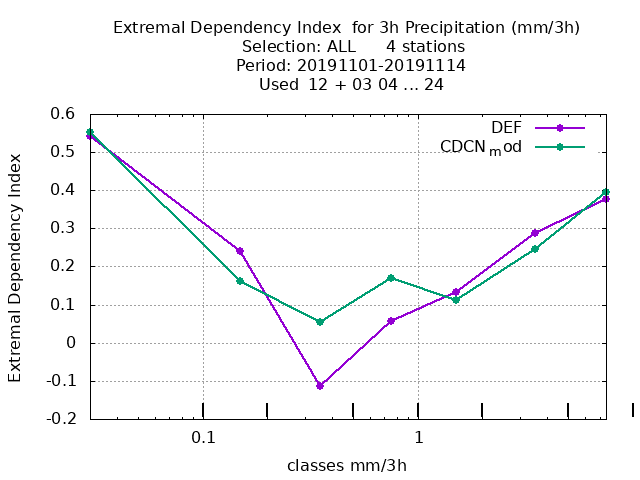 Extremal Dependency Index  for 3h Precipitation (mm/3h)
Selection: ALL      4 stations
Period: 20191101-20191114
Used  12 + 03 04 ... 24
DEF
CDCNmod
Extremal Dependency Index
0.6
0.5
0.4
0.3
0.2
0.1
0
-0.1
-0.2
0.1
1
classes mm/3h